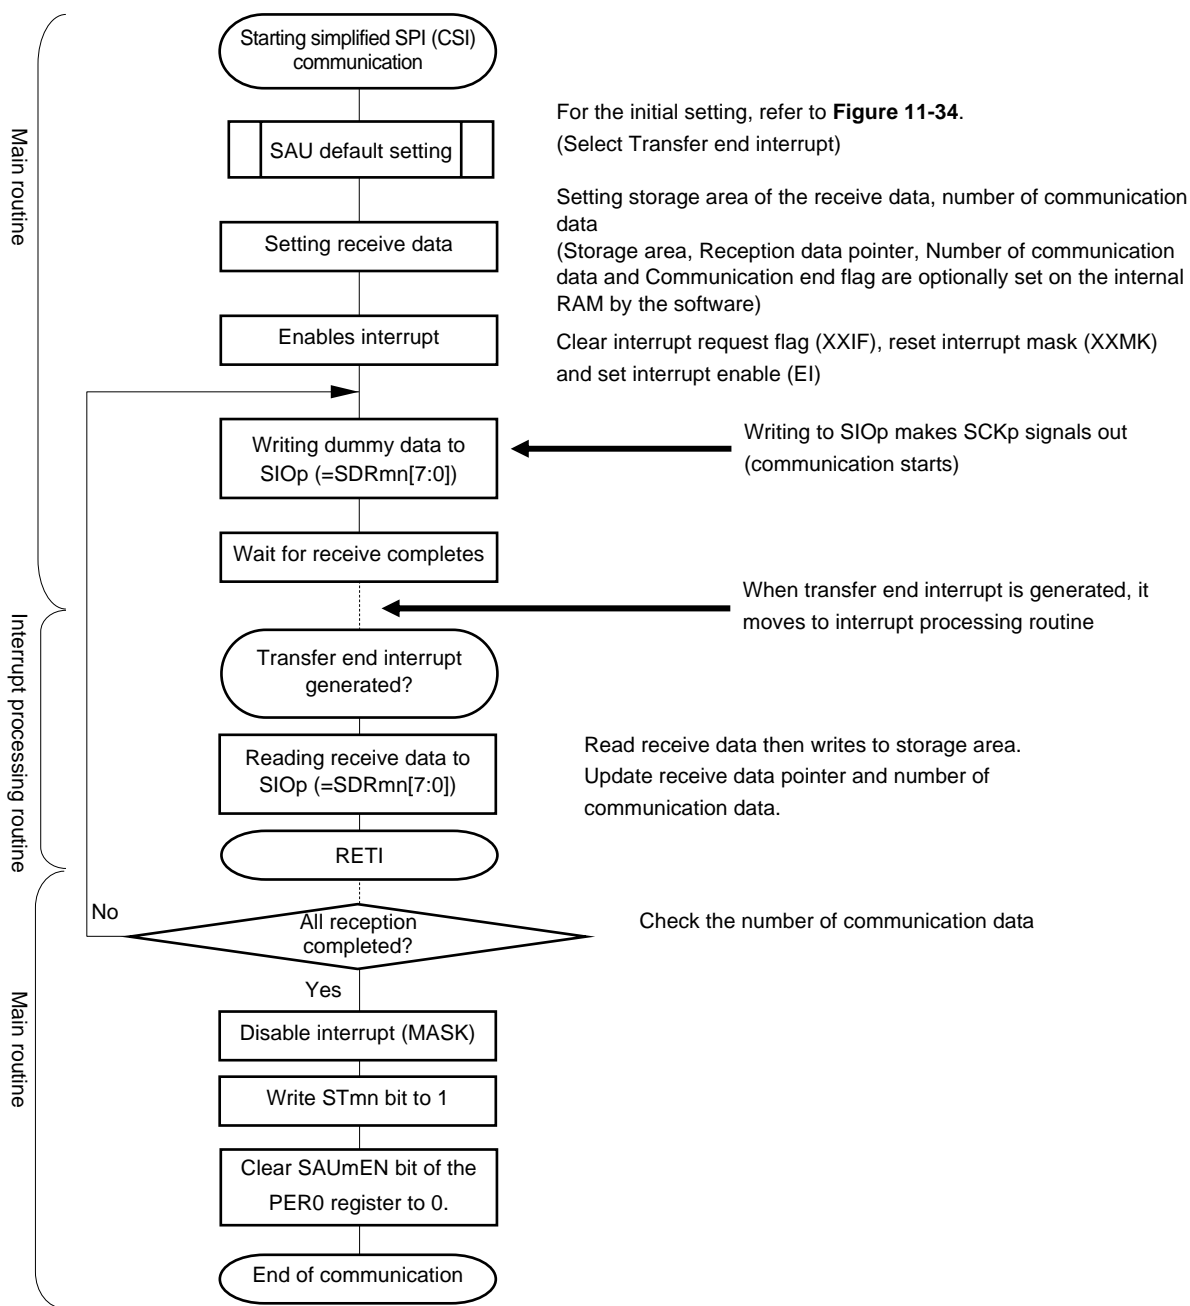 Starting simplified SPI (CSI)
communication
For the initial setting, refer to Figure 11-34.
(Select Transfer end interrupt)
SAU default setting
Main routine
Setting storage area of the receive data, number of communication
data
(Storage area, Reception data pointer, Number of communication
data and Communication end flag are optionally set on the internal
RAM by the software)
Setting receive data
Enables interrupt
Clear interrupt request flag (XXIF), reset interrupt mask (XXMK)
and set interrupt enable (EI)
Writing dummy data to
SIOp (=SDRmn[7:0])
Writing to SIOp makes SCKp signals out
(communication starts)
Wait for receive completes
When transfer end interrupt is generated, it
moves to interrupt processing routine
Interrupt processing routine
Transfer end interrupt
generated?
Reading receive data to
SIOp (=SDRmn[7:0])
Read receive data then writes to storage area.
Update receive data pointer and number of
communication data.
RETI
No
All reception
completed?
Check the number of communication data
Yes
Main routine
Disable interrupt (MASK)
Write STmn bit to 1
Clear SAUmEN bit of the
PER0 register to 0.
End of communication